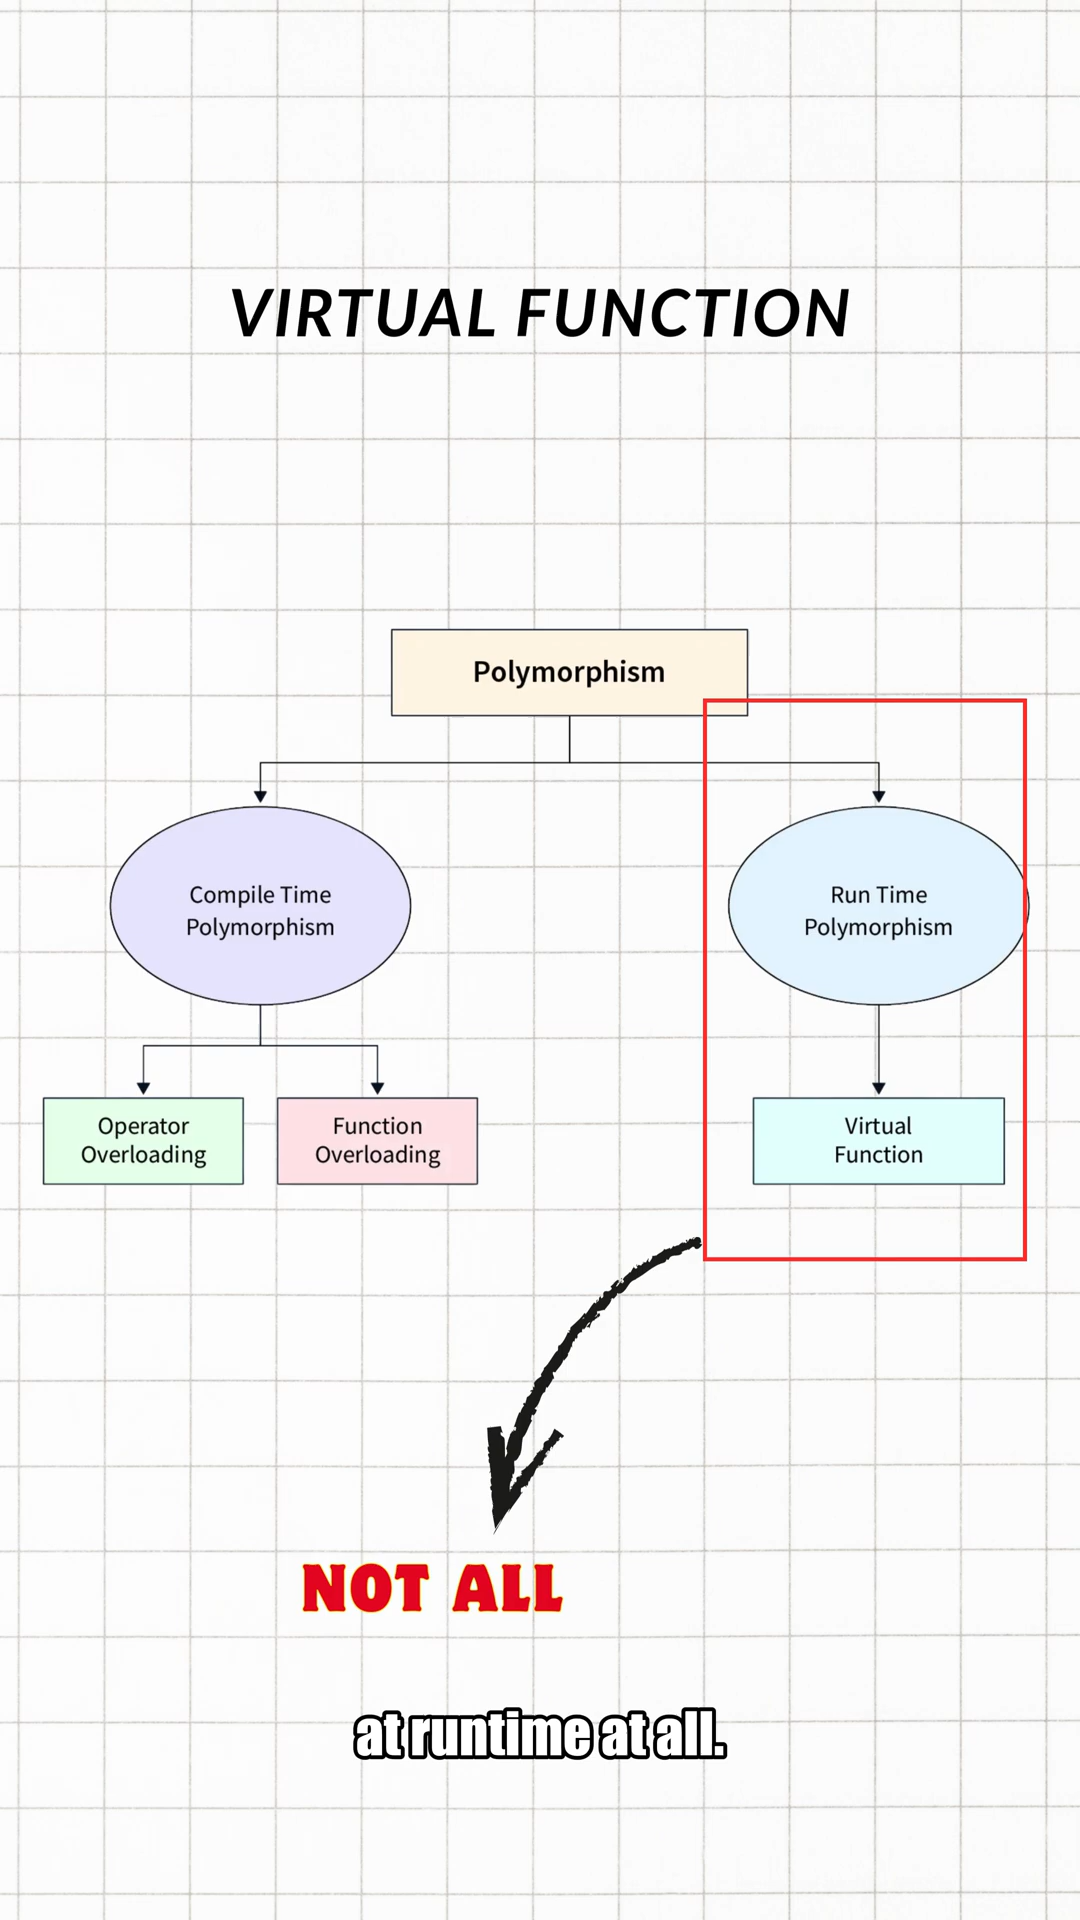 VIRTUAL FUNCTION
Polymorphism
Compile Time
Polymorphism
Run Time
Polymorphism
Operator
Overloading
Function
Overloading
Virtual
Function
NOT ALL
at runtime at all.